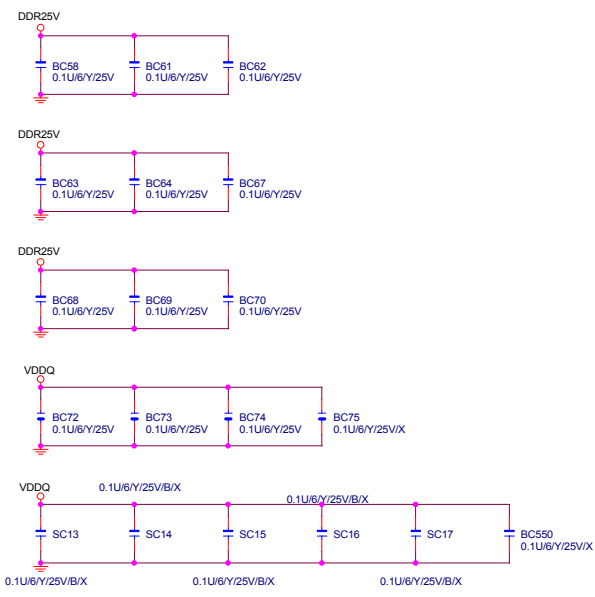 DDR25V
BC58
0.1U/6/Y/25V
BC61
0.1U/6/Y/25V
BC62
0.1U/6/Y/25V
DDR25V
BC63
0.1U/6/Y/25V
BC64
0.1U/6/Y/25V
BC67
0.1U/6/Y/25V
DDR25V
BC68
0.1U/6/Y/25V
BC69
0.1U/6/Y/25V
BC70
0.1U/6/Y/25V
VDDQ
BC72
0.1U/6/Y/25V
BC73
0.1U/6/Y/25V
BC74
0.1U/6/Y/25V
BC75
0.1U/6/Y/25V/X
VDDQ
0.1U/6/Y/25V/B/X
0.1U/6/Y/25V/B/X
SC13
SC14
SC15
SC16
SC17
BC550
0.1U/6/Y/25V/X
0.1U/6/Y/25V/B/X
0.1U/6/Y/25V/B/X
0.1U/6/Y/25V/B/X